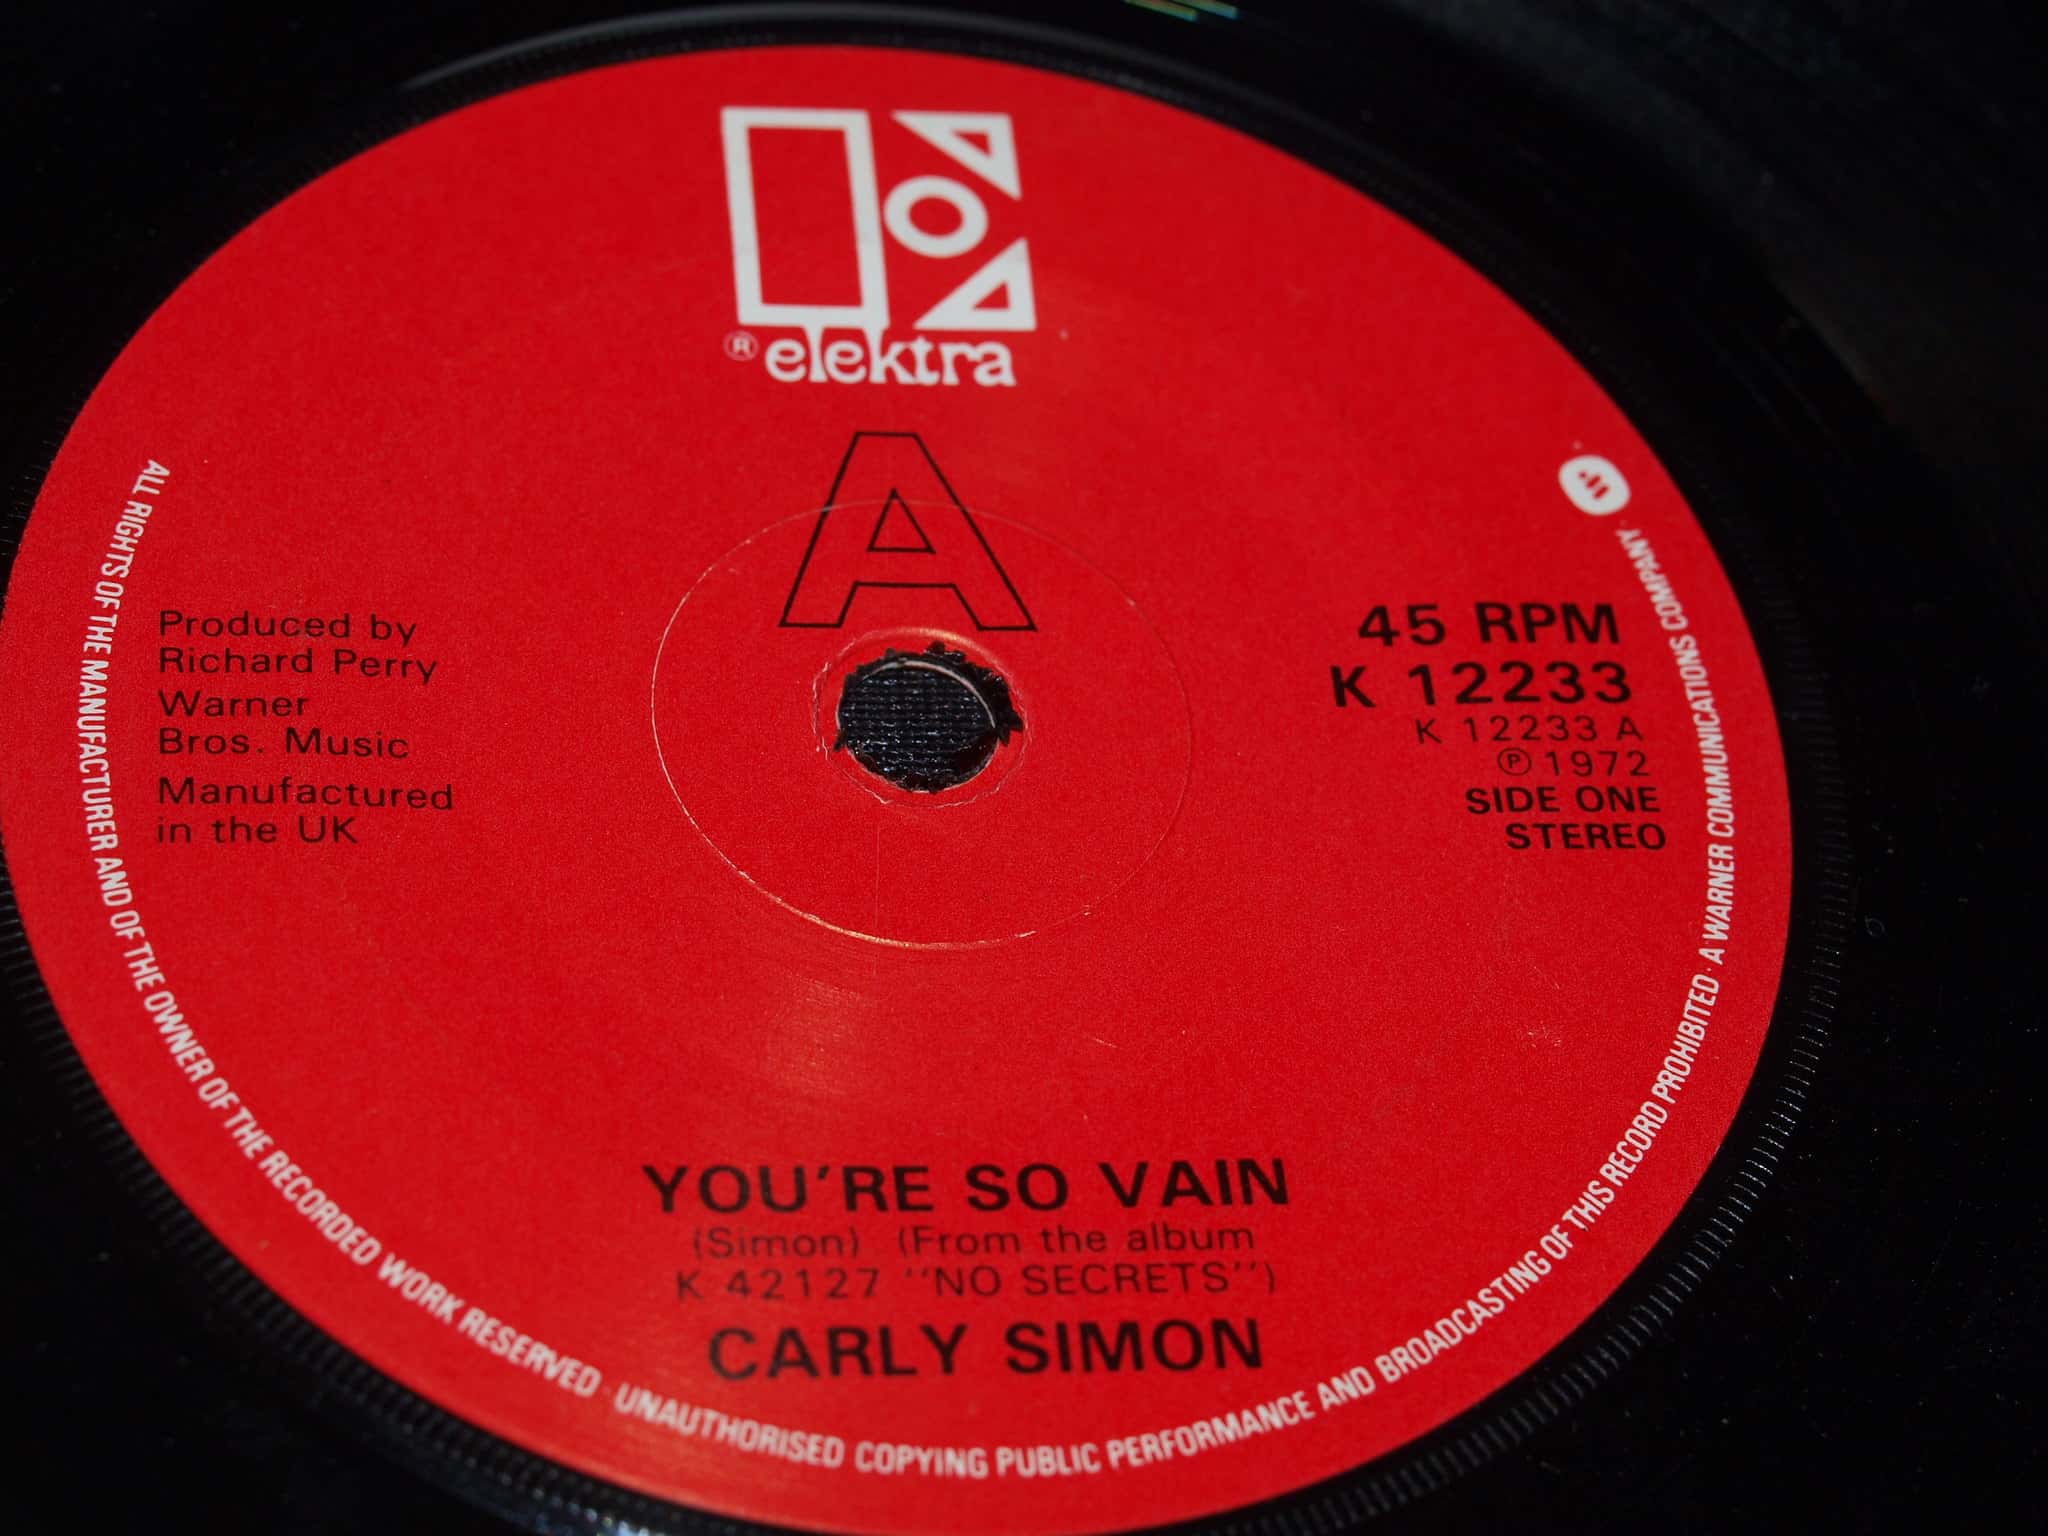 ® elektra
A
Produced by
Richard Perry
Warner
Bros. Music
Manufactured
in the UK
45 RPM
K 12233
K 12233 A
℗ 1972
SIDE ONE
STEREO
YOU'RE SO VAIN
(Simon) (From the album
K 42127 "NO SECRETS")
CARLY SIMON
ALL RIGHTS OF THE MANUFACTURER AND OF THE OWNER OF THE RECORDED WORK RESERVED · UNAUTHORISED COPYING PUBLIC PERFORMANCE AND BROADCASTING OF THIS RECORD PROHIBITED · A WARNER COMMUNICATIONS COMPANY